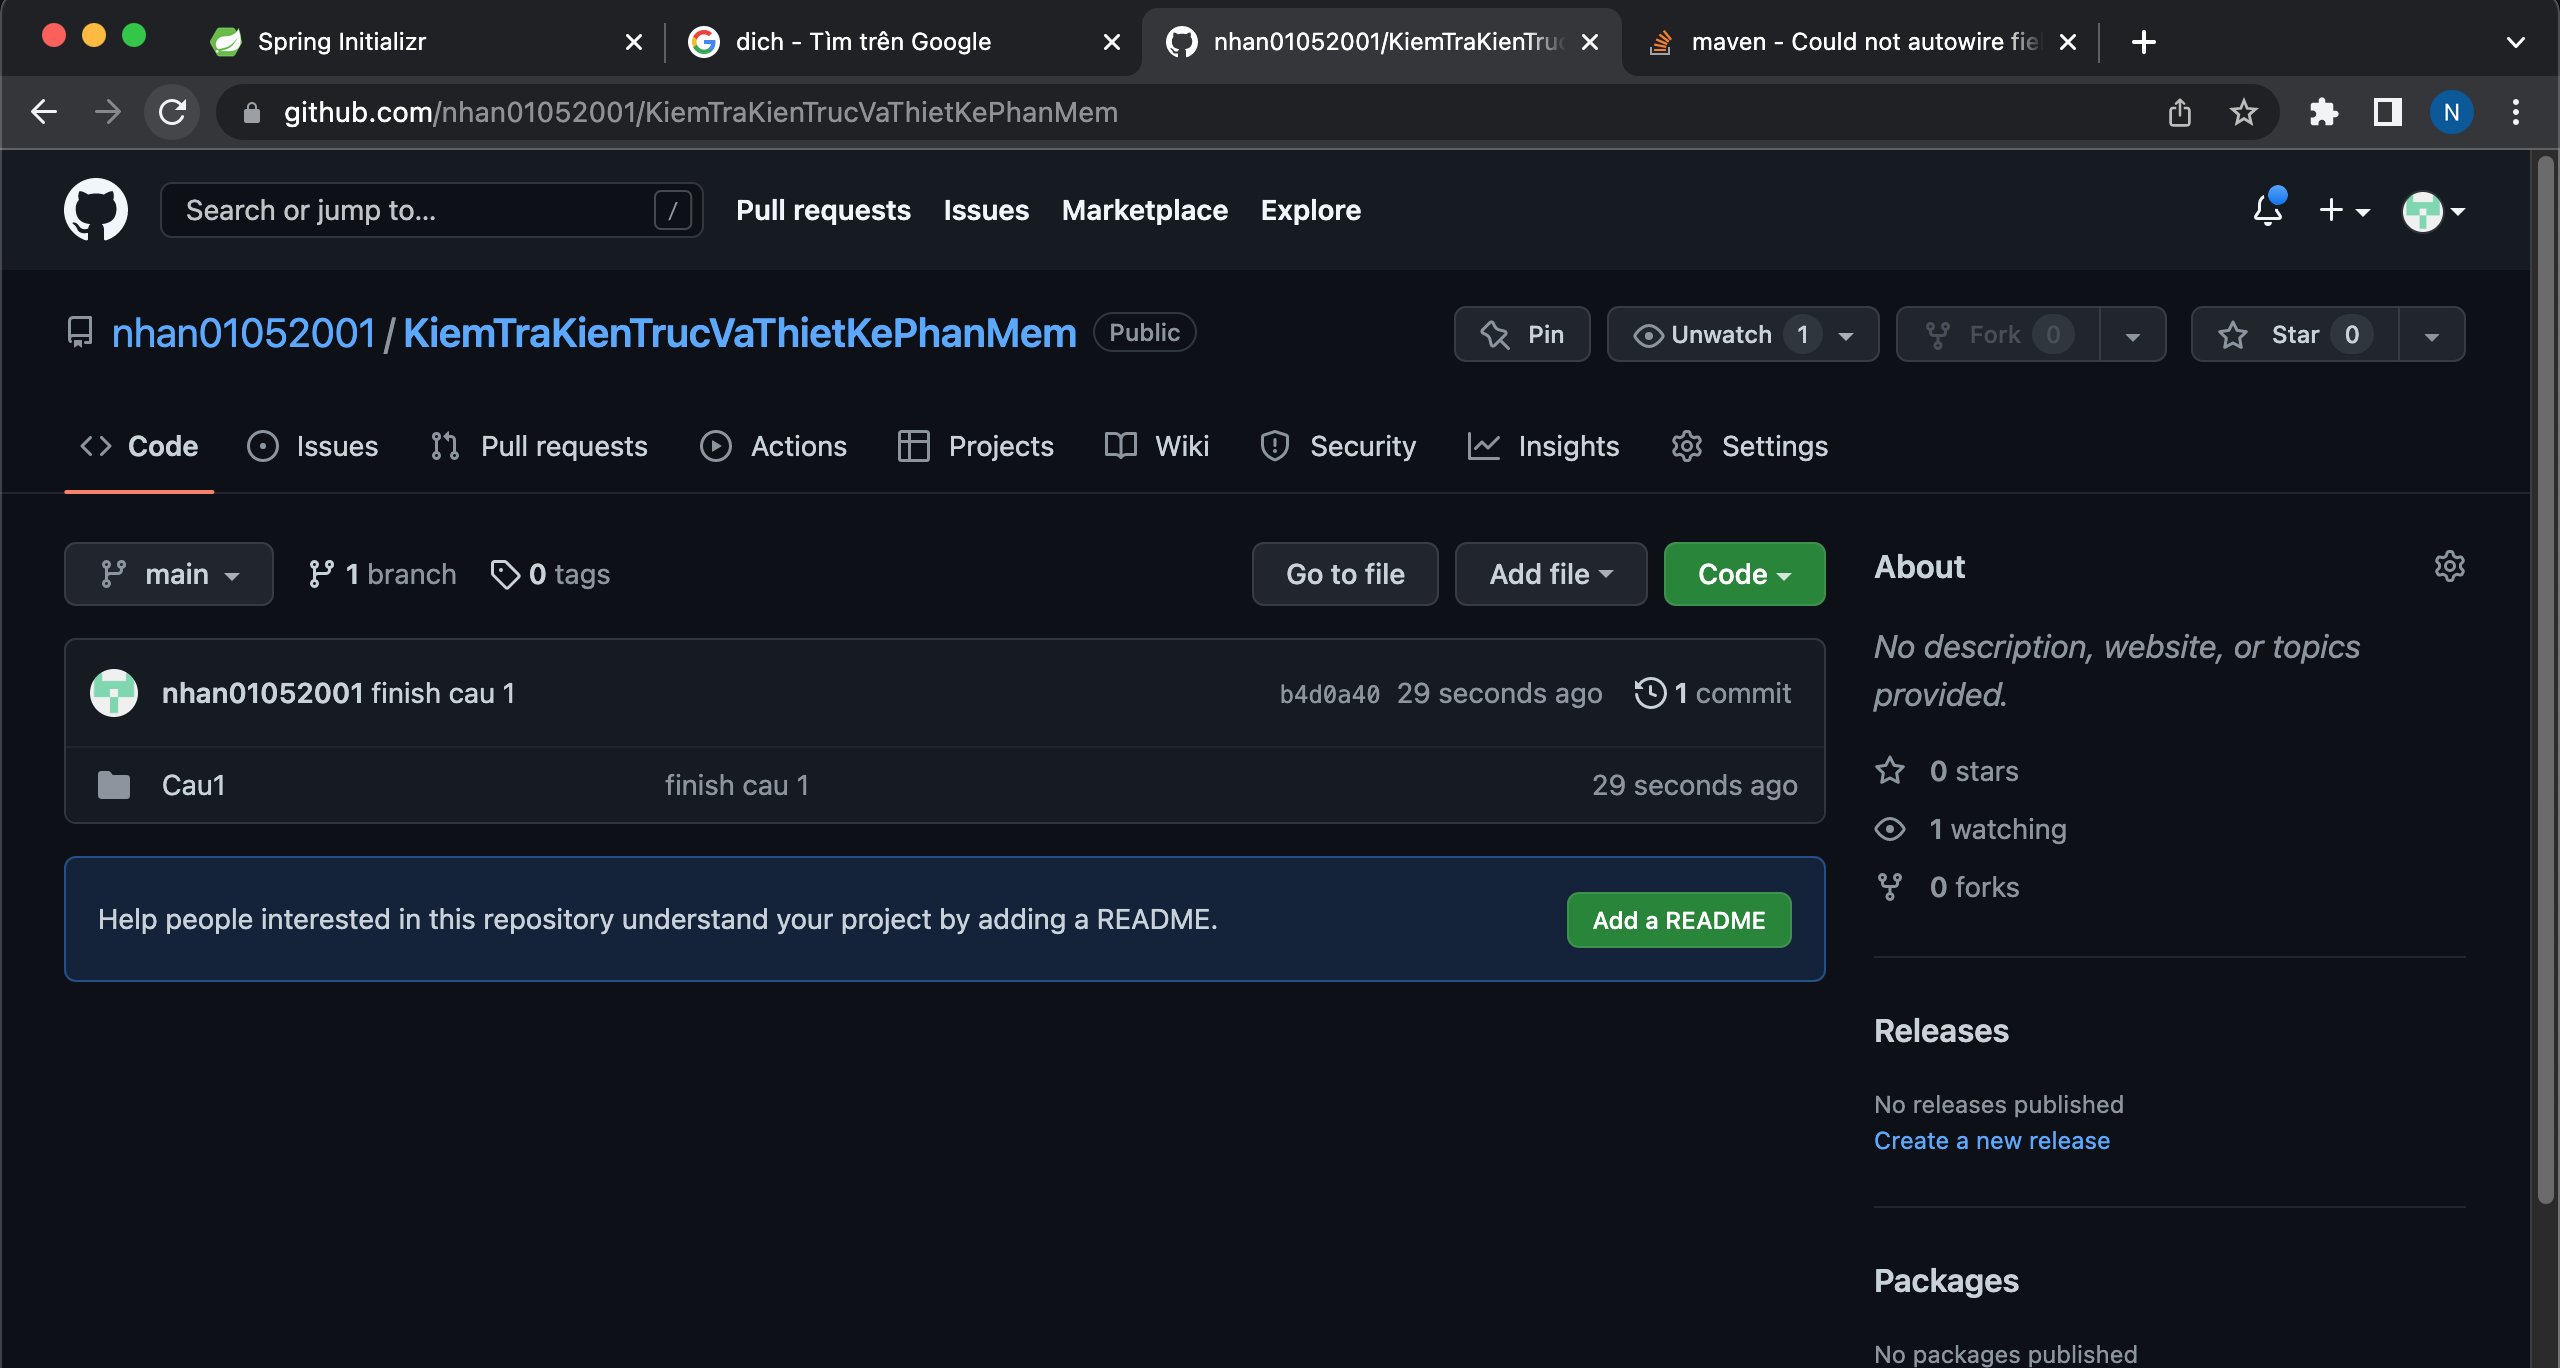 Spring Initializr
dich - Tìm trên Google
nhan01052001/KiemTraKienTruc
maven - Could not autowire fie
github.com/nhan01052001/KiemTraKienTrucVaThietKePhanMem
N
Search or jump to... /
Pull requests Issues Marketplace Explore
nhan01052001 / KiemTraKienTrucVaThietKePhanMem Public
Pin Unwatch 1 Fork 0 Star 0
Code Issues Pull requests Actions Projects Wiki Security Insights Settings
main 1 branch 0 tags Go to file Add file Code
nhan01052001 finish cau 1 b4d0a40 29 seconds ago 1 commit
Cau1 finish cau 1 29 seconds ago
Help people interested in this repository understand your project by adding a README. Add a README
About
No description, website, or topics
provided.
0 stars
1 watching
0 forks
Releases
No releases published
Create a new release
Packages
No packages published